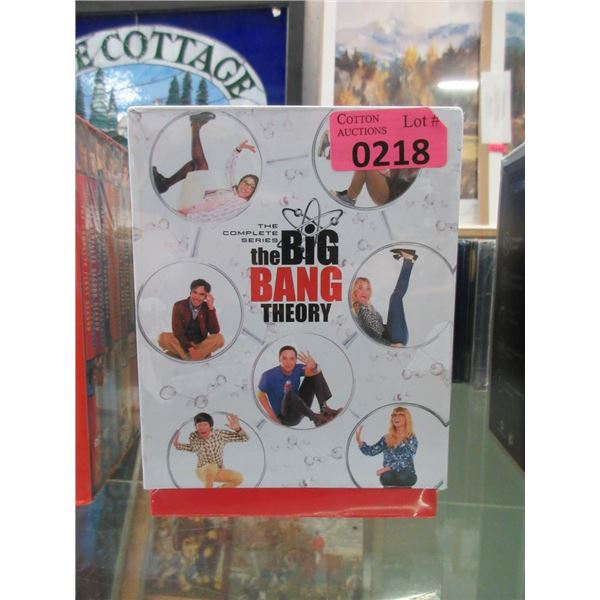 E COTTAGE
COTTON
AUCTIONS
Lot #
0218
THE
COMPLETE
SERIES
the BIG
BANG
THEORY